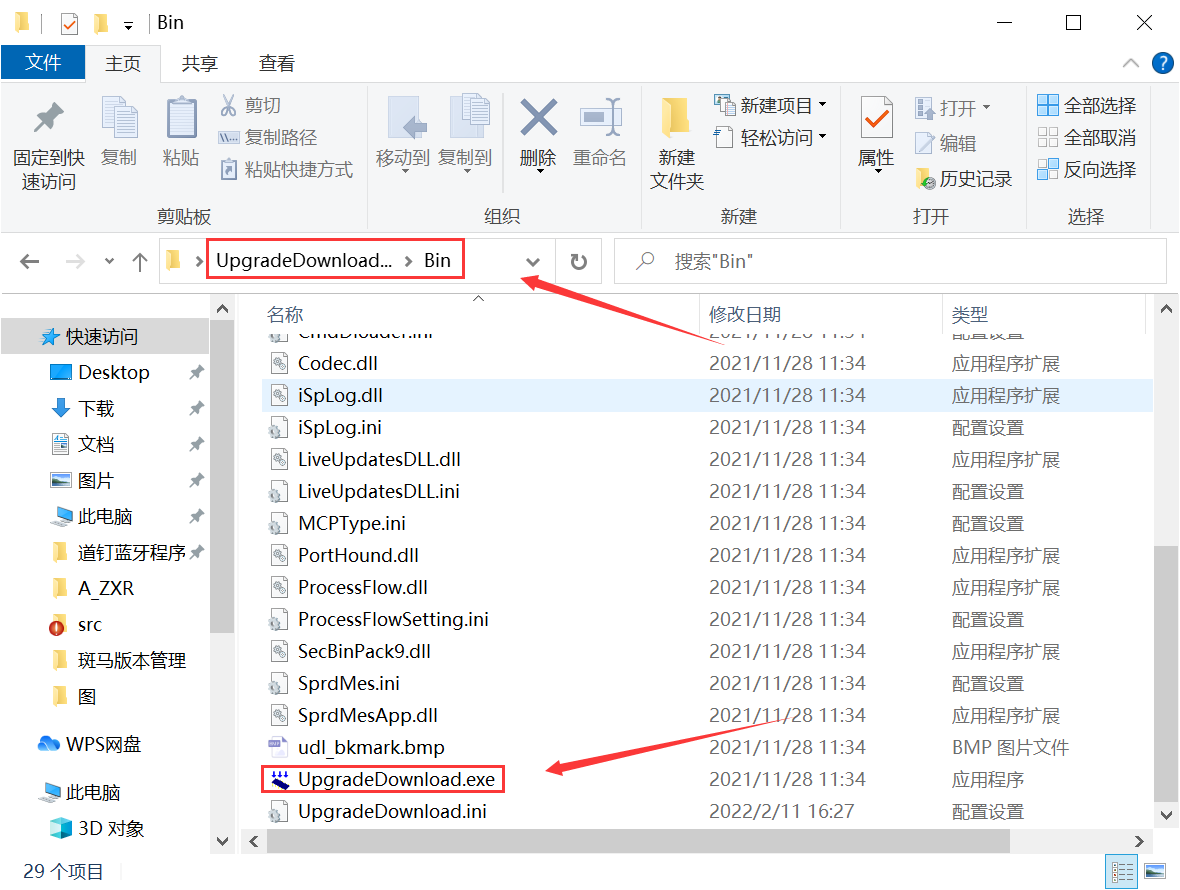 Bin
文件 主页 共享 查看
固定到快速访问
复制
粘贴
剪切
复制路径
粘贴快捷方式
剪贴板
移动到 复制到
删除 重命名
组织
新建
文件夹
新建项目
轻松访问
新建
属性
打开
编辑
历史记录
打开
全部选择
全部取消
反向选择
选择
UpgradeDownload... > Bin
搜索"Bin"
快速访问
Desktop
下载
文档
图片
此电脑
道钉蓝牙程序
A_ZXR
src
斑马版本管理
图
WPS网盘
此电脑
3D 对象
名称 修改日期 类型
CmdDloader.ini 2021/11/28 11:34 配置设置
Codec.dll 2021/11/28 11:34 应用程序扩展
iSpLog.dll 2021/11/28 11:34 应用程序扩展
iSpLog.ini 2021/11/28 11:34 配置设置
LiveUpdatesDLL.dll 2021/11/28 11:34 应用程序扩展
LiveUpdatesDLL.ini 2021/11/28 11:34 配置设置
MCPType.ini 2021/11/28 11:34 配置设置
PortHound.dll 2021/11/28 11:34 应用程序扩展
ProcessFlow.dll 2021/11/28 11:34 应用程序扩展
ProcessFlowSetting.ini 2021/11/28 11:34 配置设置
SecBinPack9.dll 2021/11/28 11:34 应用程序扩展
SprdMes.ini 2021/11/28 11:34 配置设置
SprdMesApp.dll 2021/11/28 11:34 应用程序扩展
udl_bkmark.bmp 2021/11/28 11:34 BMP 图片文件
UpgradeDownload.exe 2021/11/28 11:34 应用程序
UpgradeDownload.ini 2022/2/11 16:27 配置设置
29 个项目